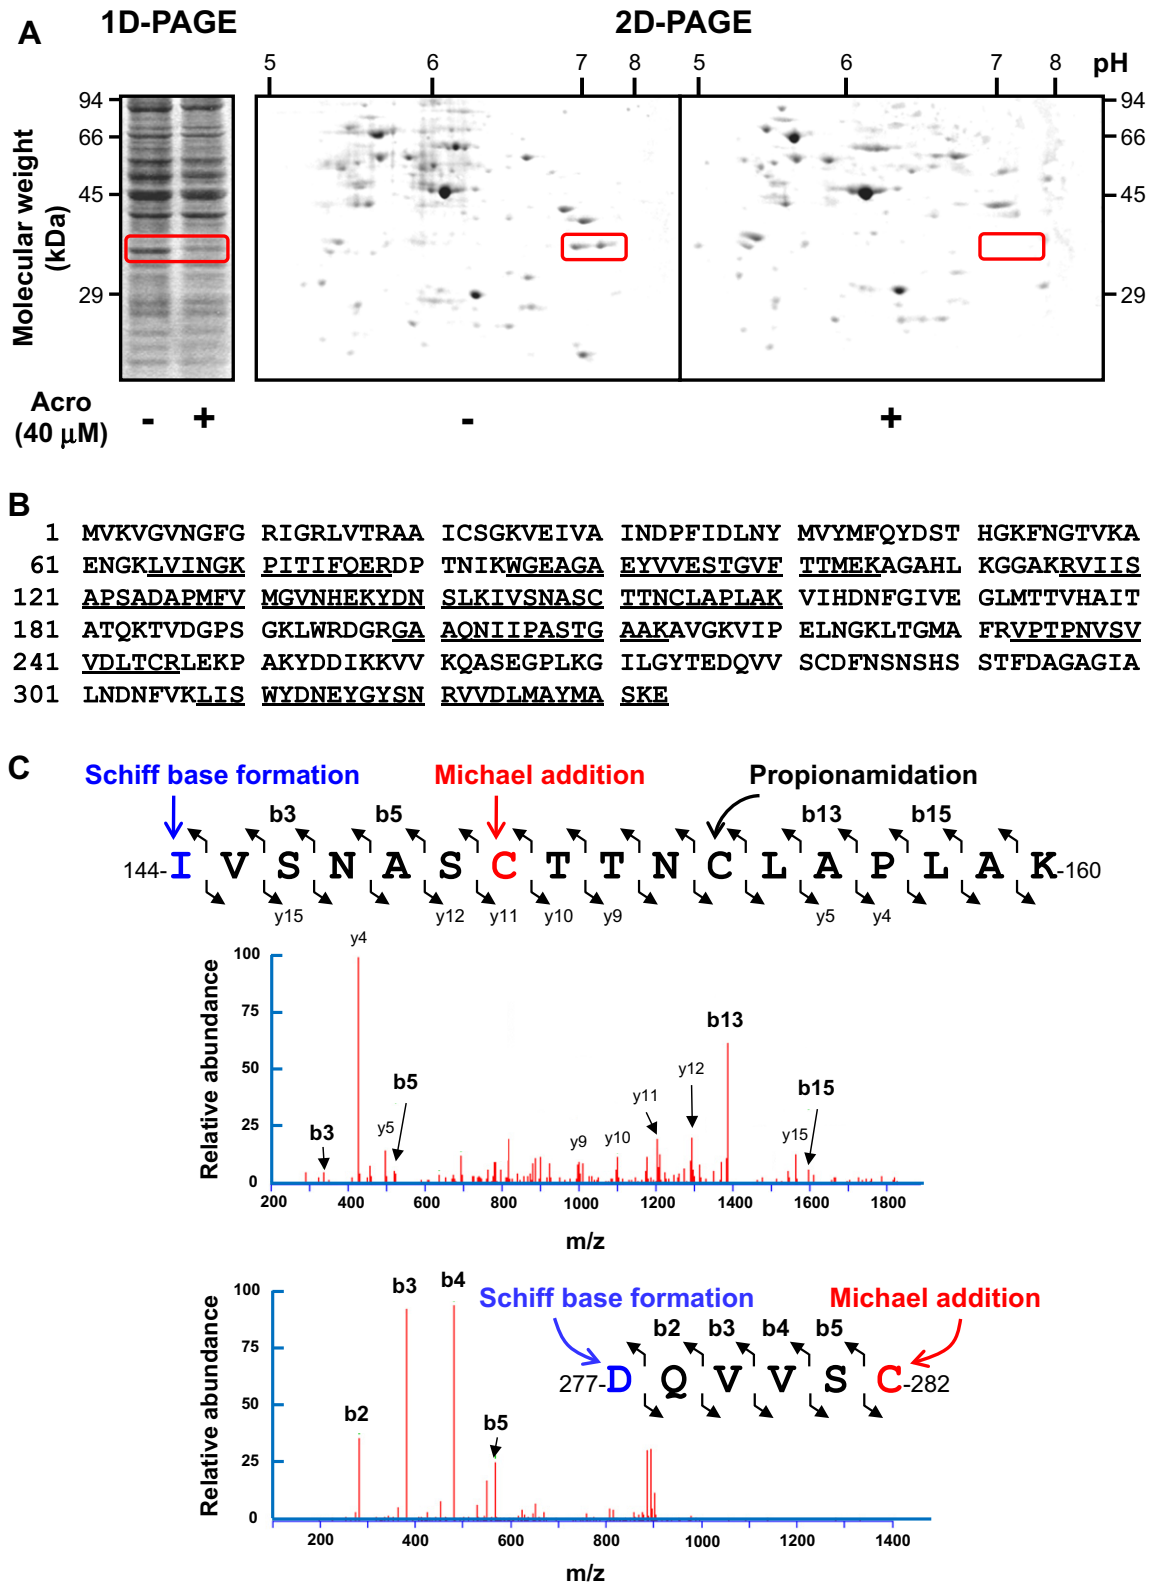 A
1D-PAGE
2D-PAGE
5 6 7 8 5 6 7 8 pH
Molecular weight (kDa)
94 94
66 66
45 45
29 29
Acro
(40 µM)
- + - +
B
1 MVKVGVNGFG RIGRLVTRAA ICSGKVEIVA INDPFIDLNY MVYMFQYDST HGKFNGTVKA
61 ENGKLVINGK PITIFQERDP TNIKWGEAGA EYVVESTGVF TTMEKAGAHL KGGAKRVIIS
121 APSADAPMFV MGVNHEKYDN SLKIVSNASC TTNCLAPLAK VIHDNFGIVE GLMTTVHAIT
181 ATQKTVDGPS GKLWRDGRGA AQNIIPASTG AAKAVGKVIP ELNGKLTGMA FRVPTPNVSV
241 VDLTCRLEKP AKYDDIKKVV KQASEGPLKG ILGYTEDQVV SCDFNSNSHS STFDAGAGIA
301 LNDNFVKLIS WYDNEYGYSN RVVDLMAYMA SKE
C
Schiff base formation Michael addition Propionamidation
b3 b5 b13 b15
144-I V S N A S C T T N C L A P L A K-160
y15 y12 y11 y10 y9 y5 y4
Relative abundance
100
75
50
25
0
y4
b13
y12
b5
y11
b15
y5
b3
y9
y10
y15
200 400 600 800 1000 1200 1400 1600 1800
m/z
Relative abundance
100
75
50
25
0
b3
b4
b2
b5
Schiff base formation Michael addition
b2 b3 b4 b5
277-D Q V V S C-282
200 400 600 800 1000 1200 1400
m/z